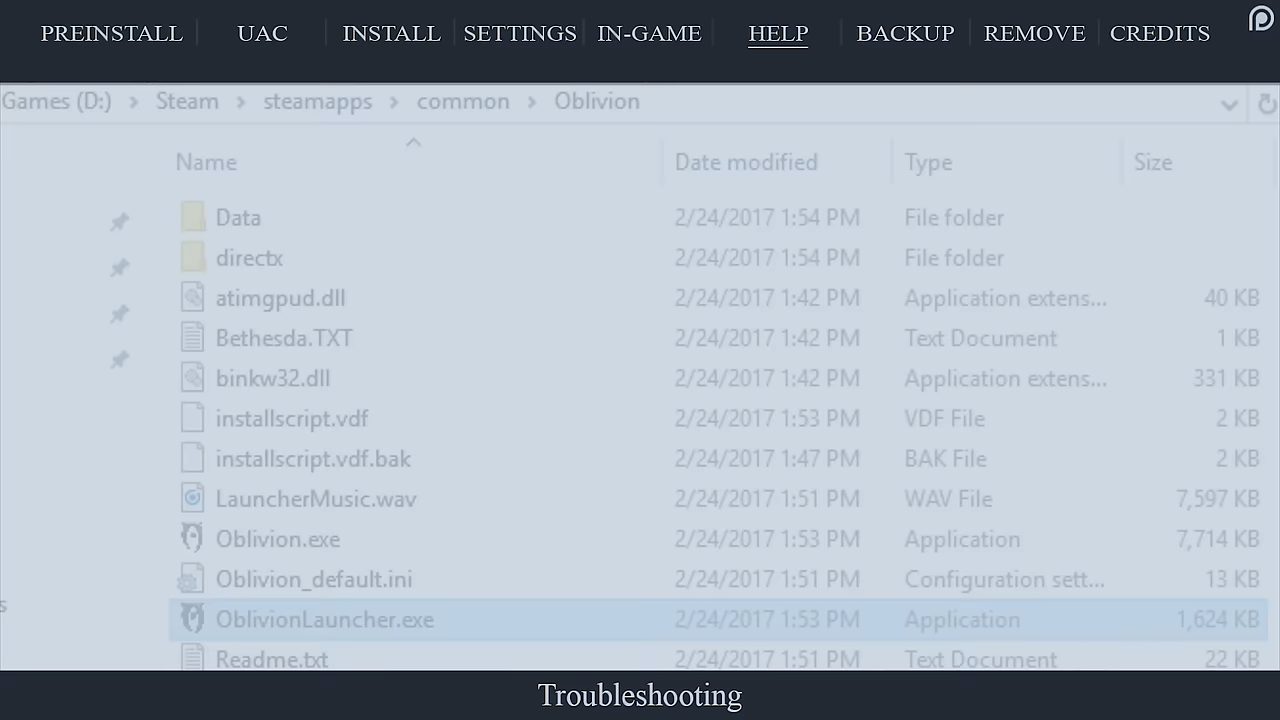 PREINSTALL UAC INSTALL SETTINGS IN-GAME HELP BACKUP REMOVE CREDITS
Games (D:) > Steam > steamapps > common > Oblivion
Name Date modified Type Size
Data 2/24/2017 1:54 PM File folder
directx 2/24/2017 1:54 PM File folder
atimgpud.dll 2/24/2017 1:42 PM Application extens... 40 KB
Bethesda.TXT 2/24/2017 1:42 PM Text Document 1 KB
binkw32.dll 2/24/2017 1:42 PM Application extens... 331 KB
installscript.vdf 2/24/2017 1:53 PM VDF File 2 KB
installscript.vdf.bak 2/24/2017 1:47 PM BAK File 2 KB
LauncherMusic.wav 2/24/2017 1:51 PM WAV File 7,597 KB
Oblivion.exe 2/24/2017 1:53 PM Application 7,714 KB
Oblivion_default.ini 2/24/2017 1:51 PM Configuration sett... 13 KB
s
OblivionLauncher.exe 2/24/2017 1:53 PM Application 1,624 KB
Readme.txt 2/24/2017 1:51 PM Text Document 22 KB
Troubleshooting